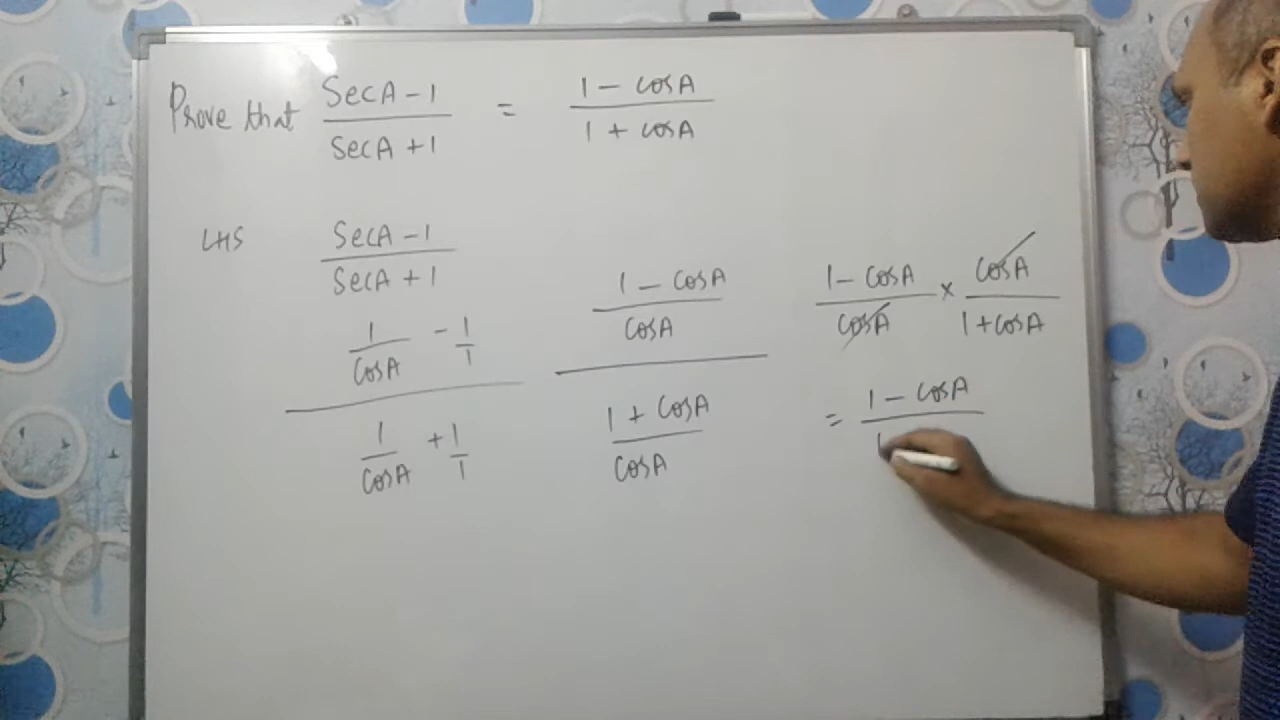 Prove that (SecA - 1)/(SecA + 1) = (1 - cosA)/(1 + cosA)
LHS (SecA - 1)/(SecA + 1)
(1/cosA - 1/1)/(1/cosA + 1/1)
((1 - cosA)/cosA)/((1 + cosA)/cosA)
(1 - cosA)/cosA × cosA/(1 + cosA)
= (1 - cosA)/1